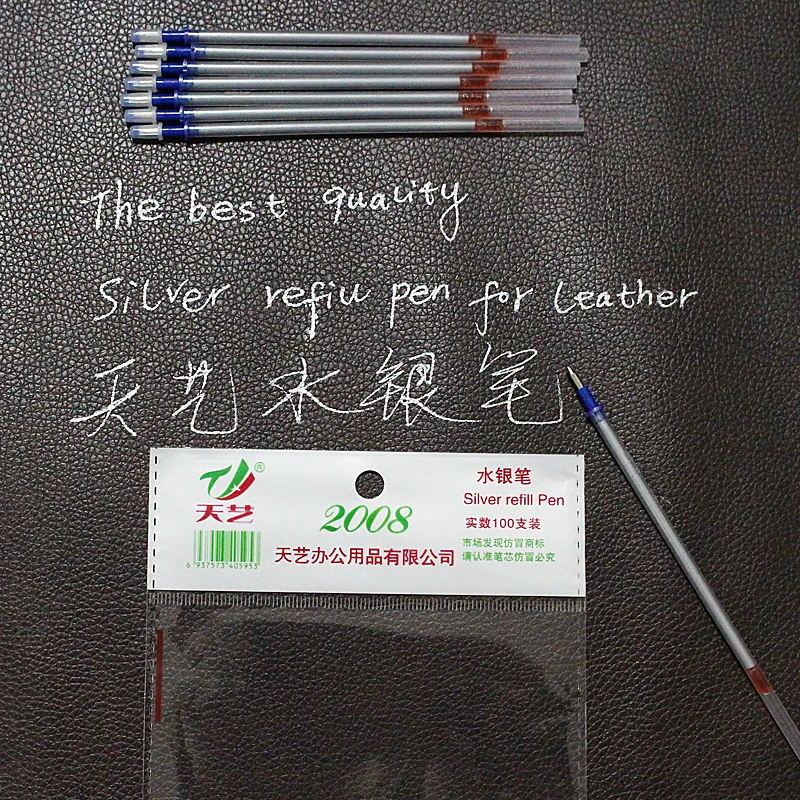 The best quality
Silver refiu pen for Leather
天艺水银笔
®
天艺
6 937573 405953
2008
天艺办公用品有限公司
水银笔
Silver refill Pen
实数100支装
市场发现仿冒商标
请认准笔芯仿冒必究